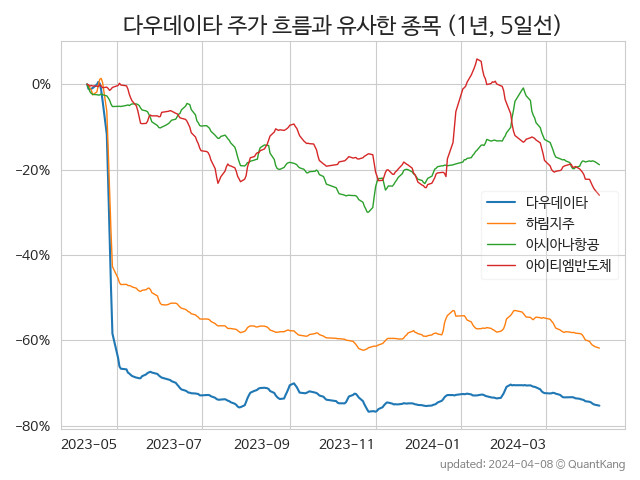 다우데이타 주가 흐름과 유사한 종목 (1년, 5일선)
0%
−20%
−40%
−60%
−80%
다우데이타
하림지주
아시아나항공
아이티엠반도체
2023-05
2023-07
2023-09
2023-11
2024-01
2024-03
updated: 2024-04-08 © QuantKang